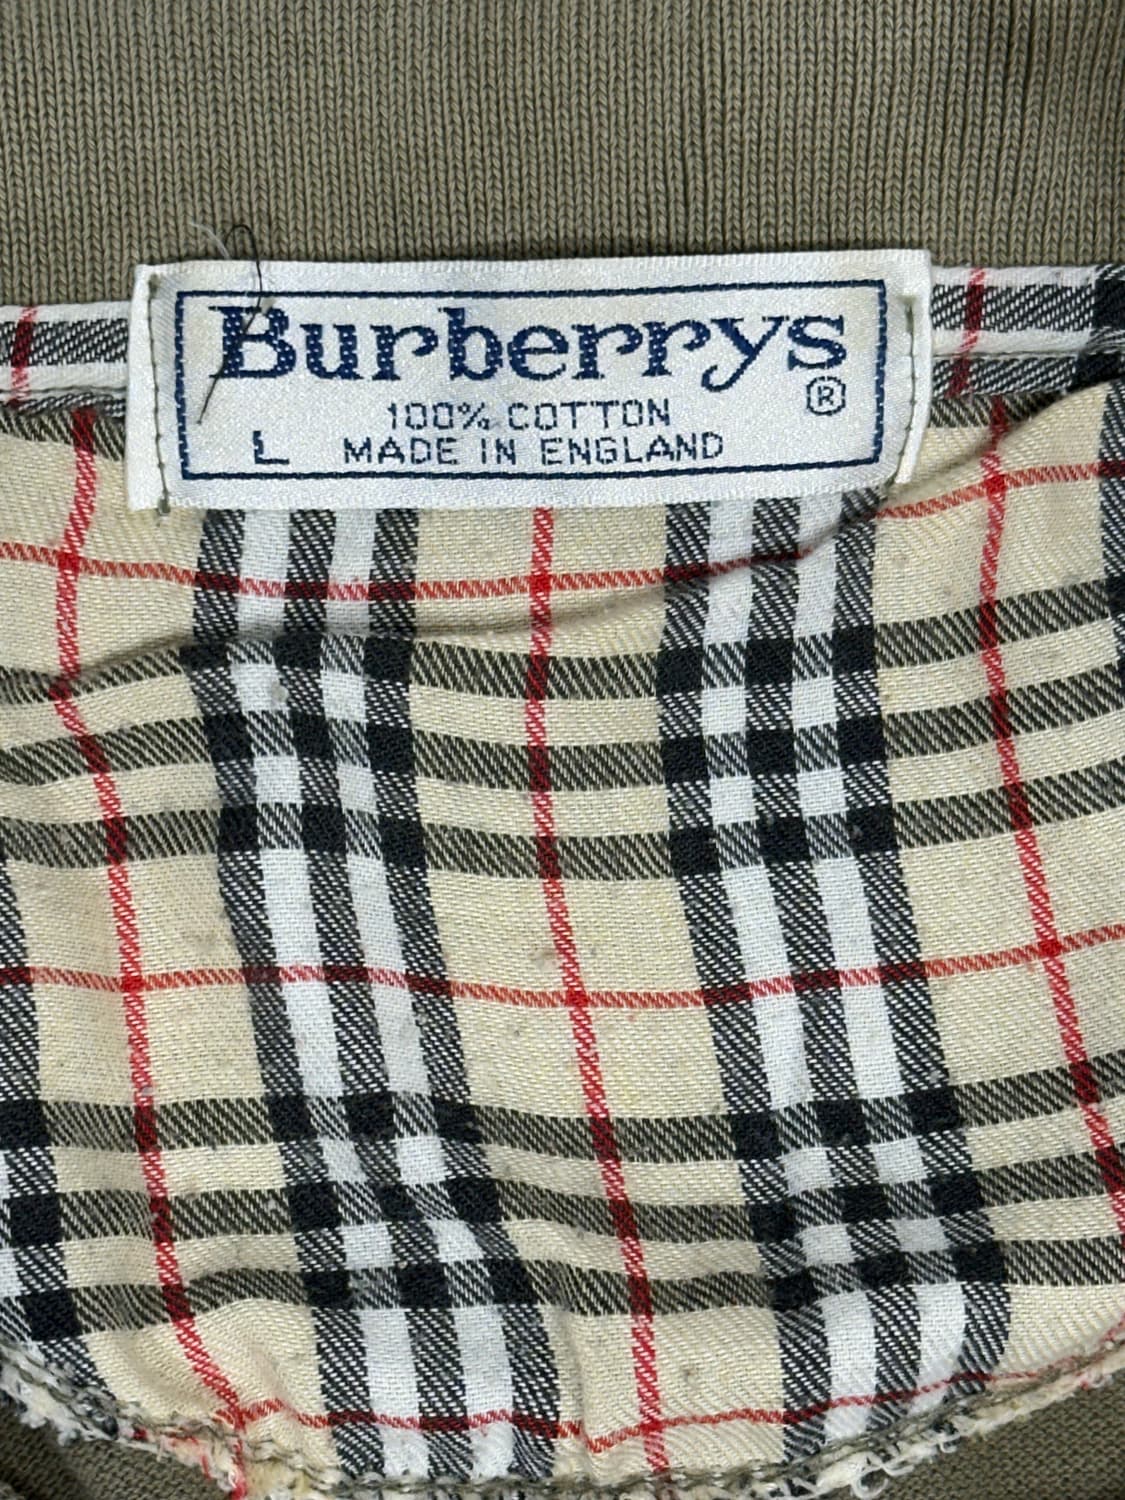 Burberrys
®
100% COTTON
L MADE IN ENGLAND